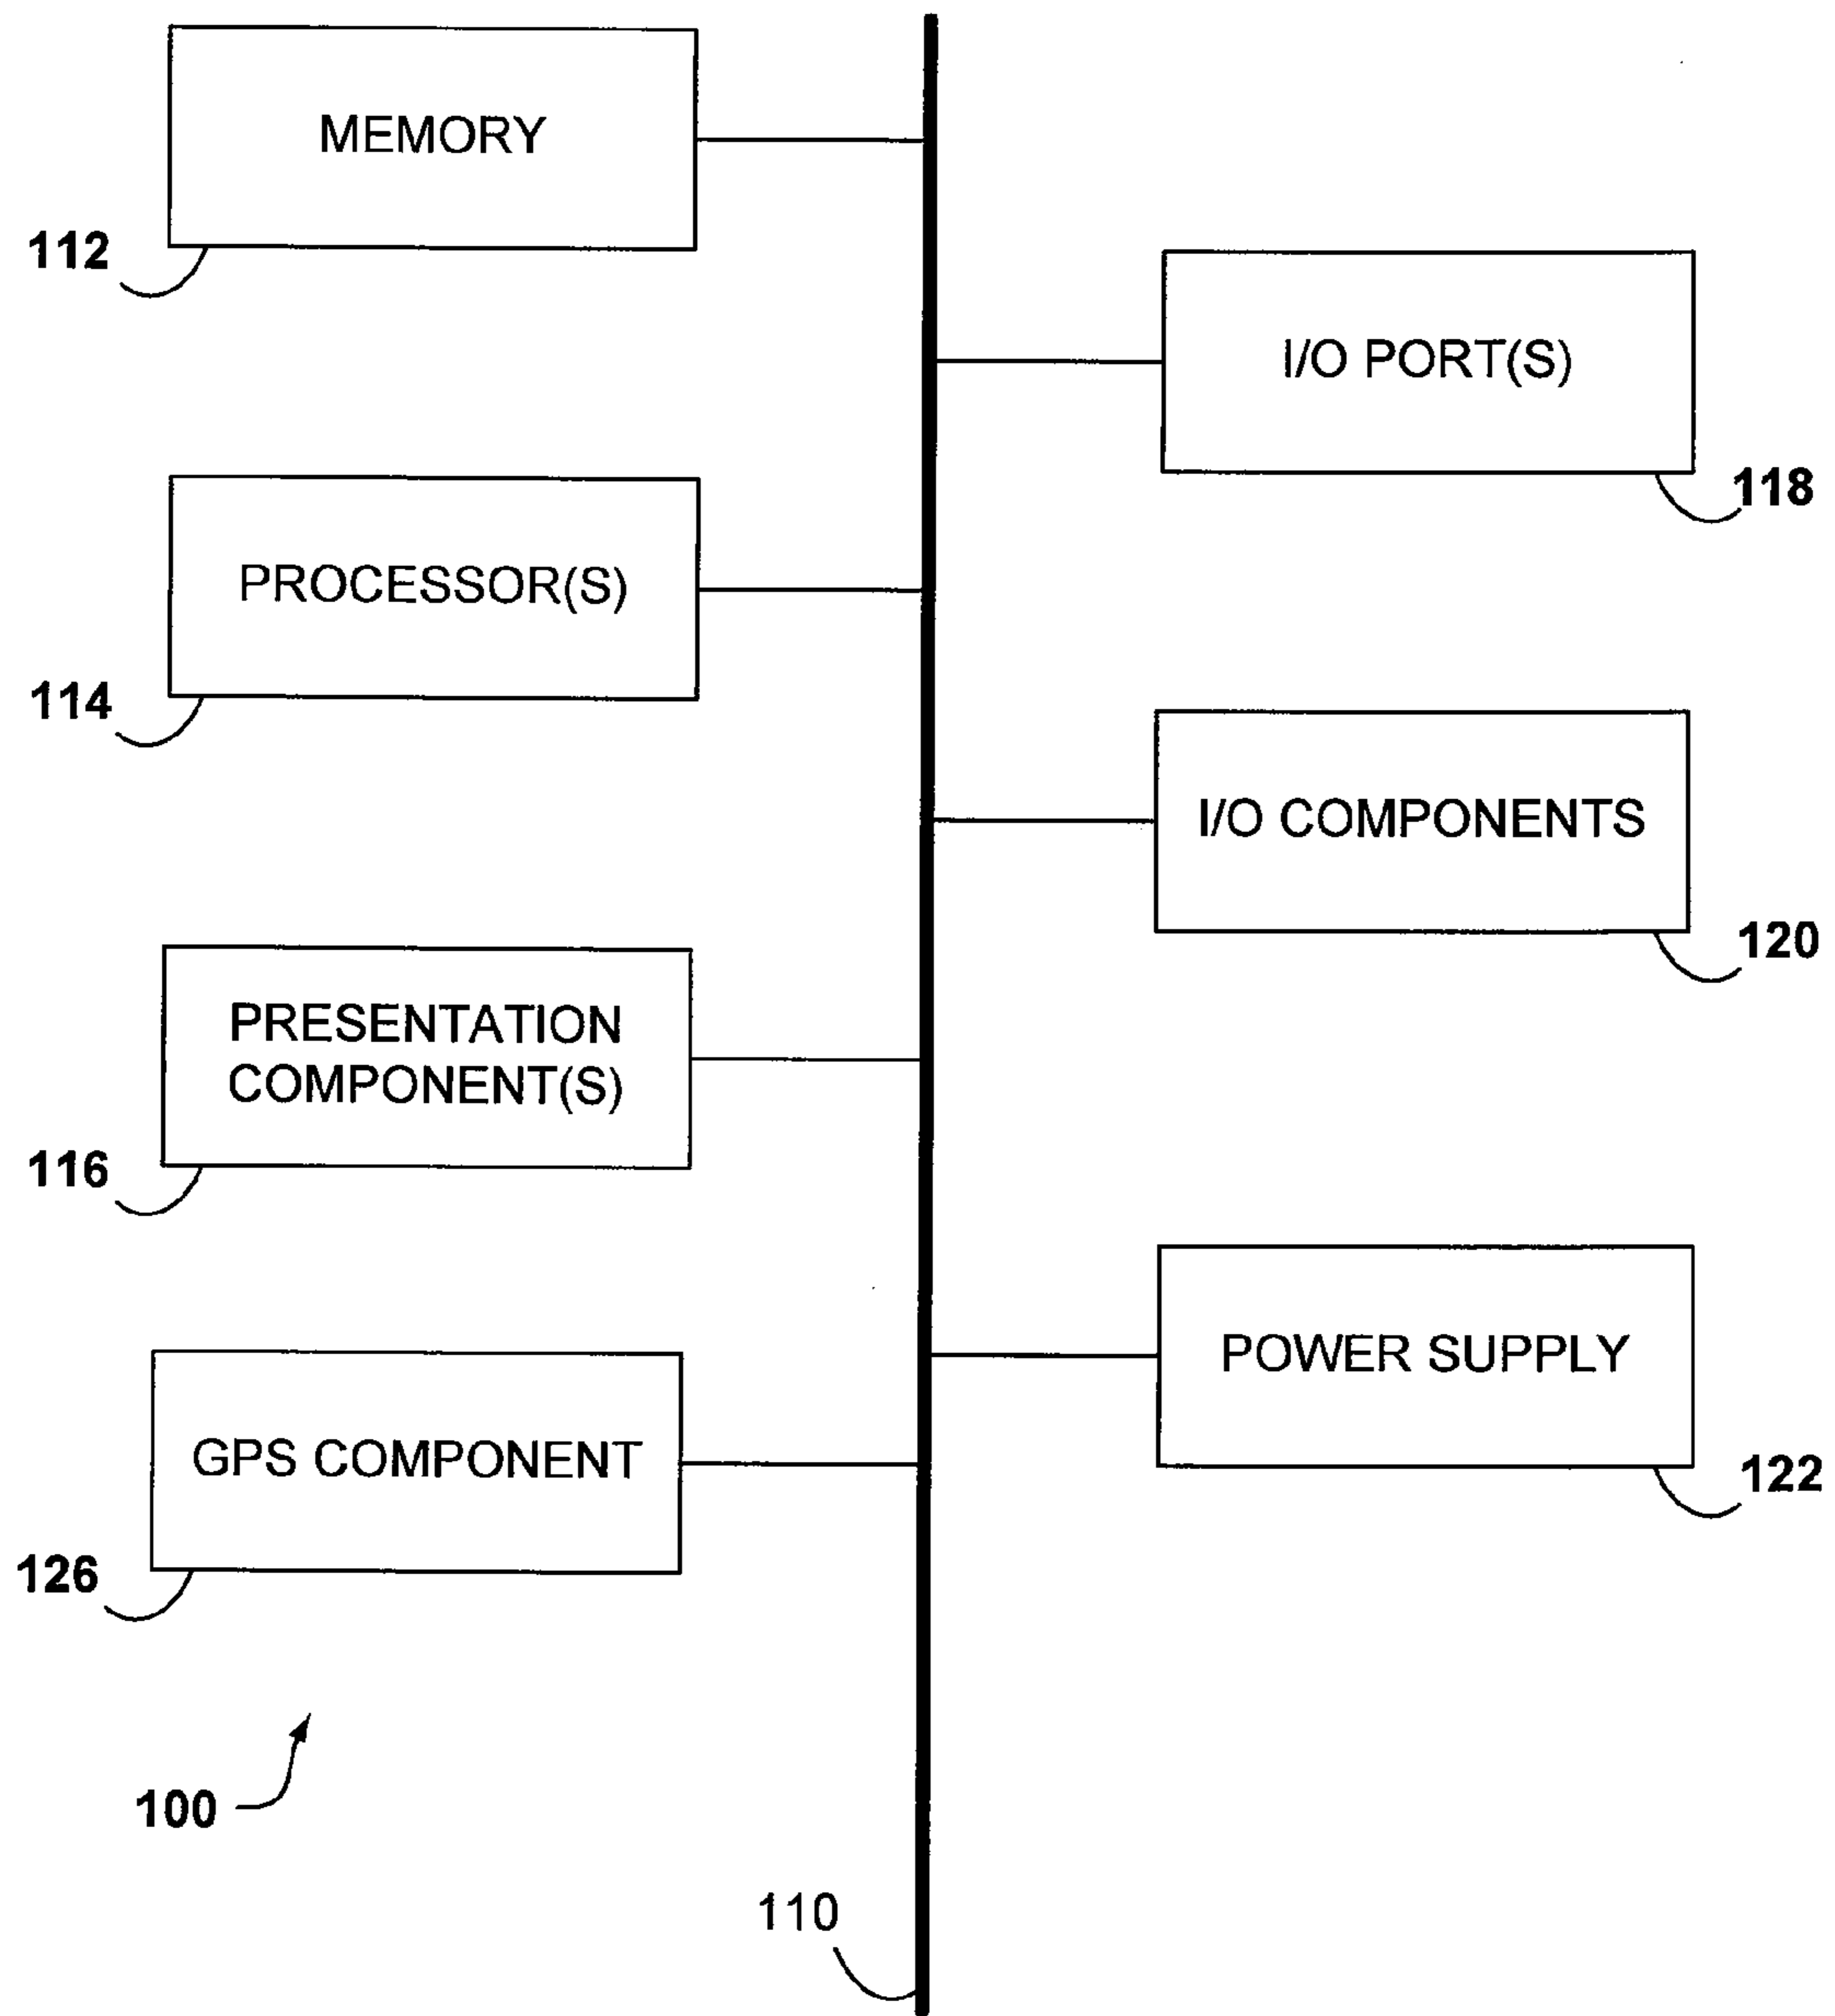 MEMORY
112
I/O PORT(S)
118
PROCESSOR(S)
114
I/O COMPONENTS
120
PRESENTATION
COMPONENT(S)
116
POWER SUPPLY
122
GPS COMPONENT
126
100
110